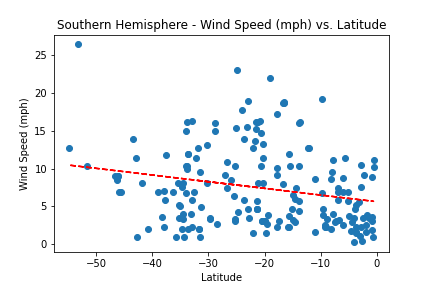 Southern Hemisphere - Wind Speed (mph) vs. Latitude
Wind Speed (mph)
25
20
15
10
5
0
−50 −40 −30 −20 −10 0
Latitude